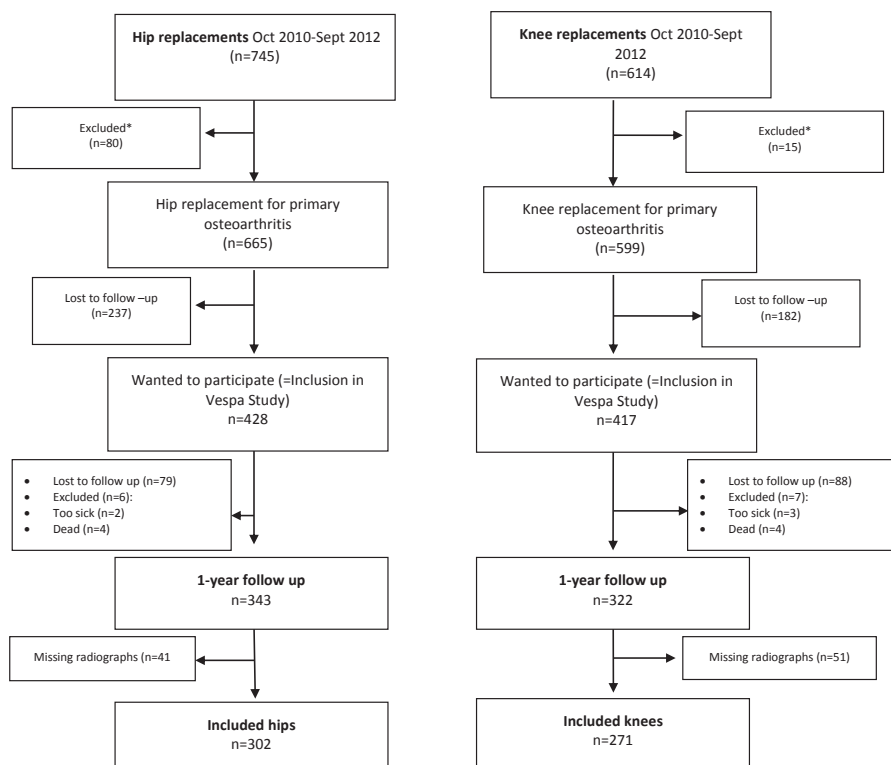 Hip replacements Oct 2010-Sept 2012
(n=745)
Excluded*
(n=80)
Hip replacement for primary
osteoarthritis
(n=665)
Lost to follow –up
(n=237)
Wanted to participate (=Inclusion in
Vespa Study)
n=428
• Lost to follow up (n=79)
• Excluded (n=6):
• Too sick (n=2)
• Dead (n=4)
1-year follow up
n=343
Missing radiographs (n=41
Included hips
n=302
Knee replacements Oct 2010-Sept
2012
(n=614)
Excluded*
(n=15)
Knee replacement for primary
osteoarthritis
(n=599)
Lost to follow –up
(n=182)
Wanted to participate (=Inclusion in
Vespa Study)
n=417
• Lost to follow up (n=88)
• Excluded (n=7):
• Too sick (n=3)
• Dead (n=4)
1-year follow up
n=322
Missing radiographs (n=51)
Included knees
n=271